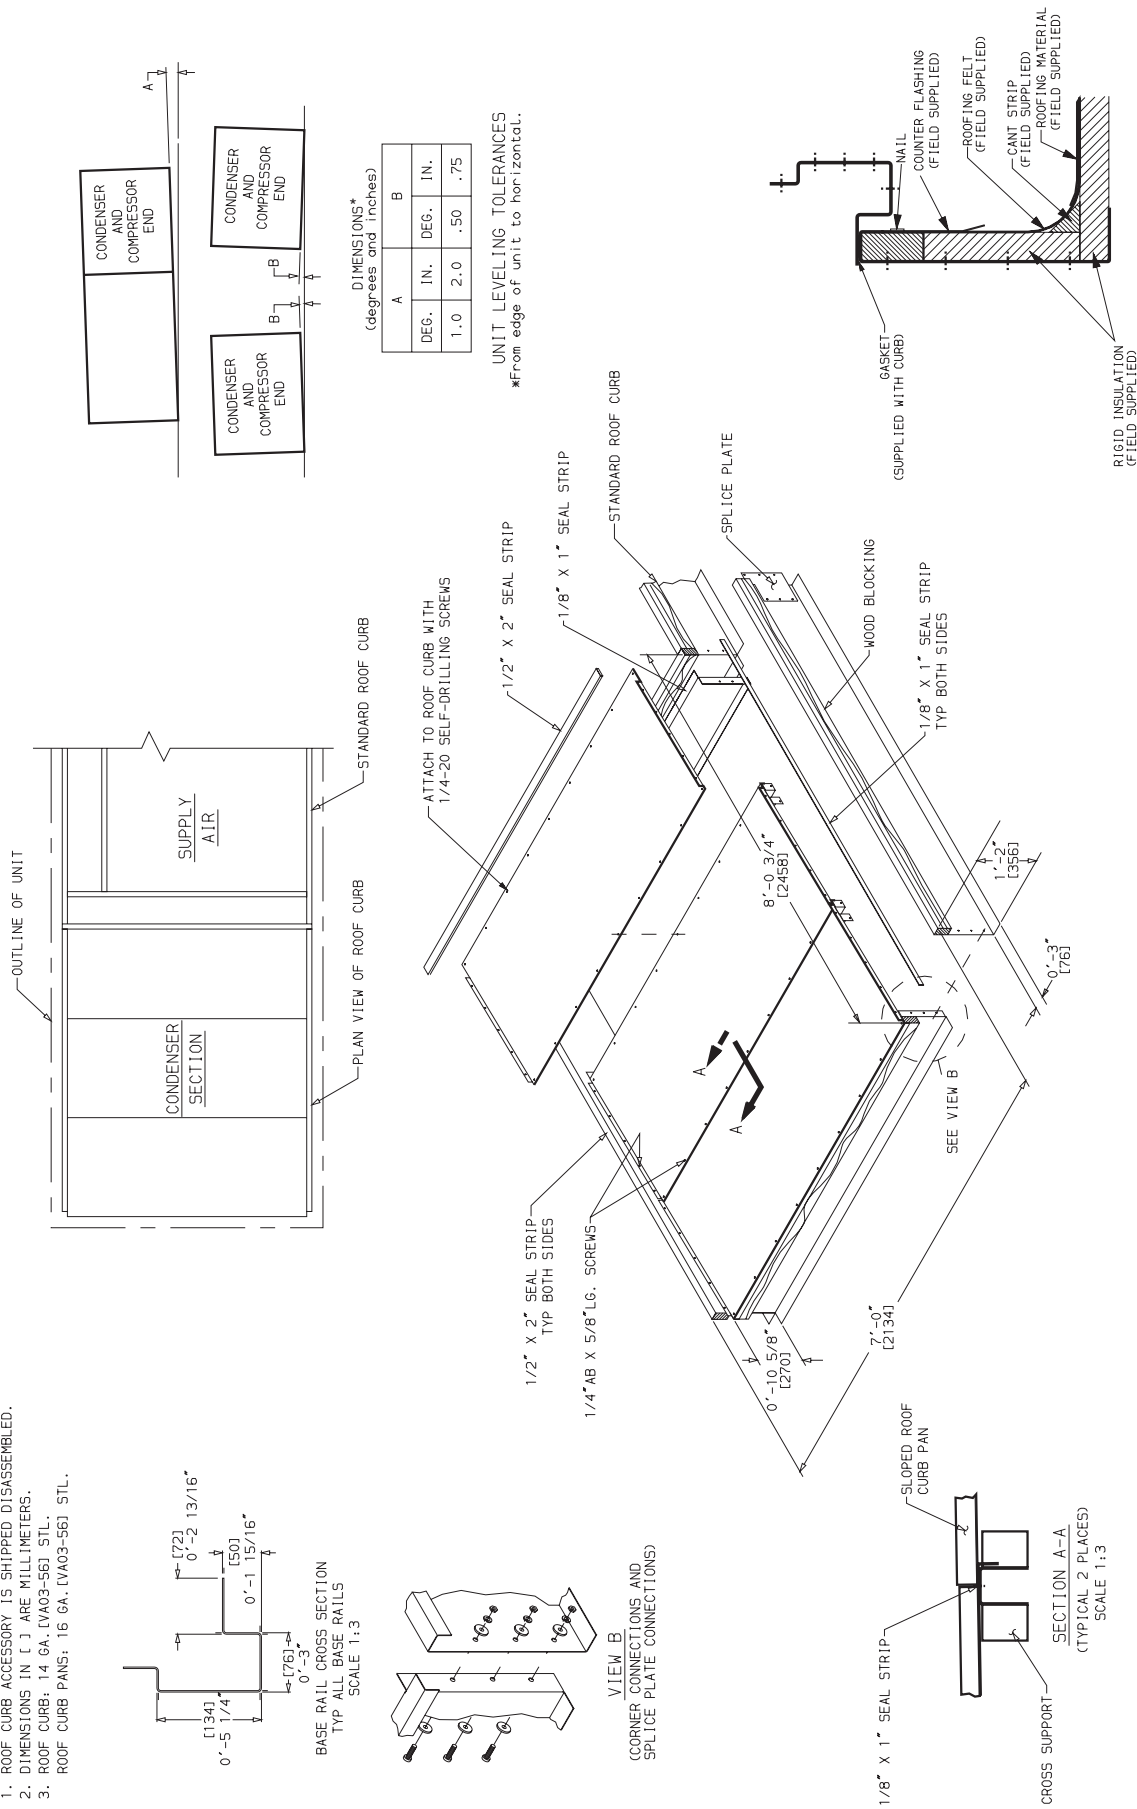 1. ROOF CURB ACCESSORY IS SHIPPED DISASSEMBLED.
2. DIMENSIONS IN [ ] ARE MILLIMETERS.
3. ROOF CURB: 14 GA. [VA03-56] STL.
ROOF CURB PANS: 16 GA. [VA03-56] STL.
OUTLINE OF UNIT
CONDENSER
SECTION
SUPPLY
AIR
STANDARD ROOF CURB
PLAN VIEW OF ROOF CURB
CONDENSER
AND
COMPRESSOR
END
A
CONDENSER
AND
COMPRESSOR
END
B
B
CONDENSER
AND
COMPRESSOR
END
DIMENSIONS*
(degrees and inches)
A B
DEG. IN. DEG. IN.
1.0 2.0 .50 .75
UNIT LEVELING TOLERANCES
*From edge of unit to horizontal.
[72]
0'-2 13/16"
[50]
0'-1 15/16"
[76]
0'-3"
[134]
0'-5 1/4"
BASE RAIL CROSS SECTION
TYP ALL BASE RAILS
SCALE 1:3
VIEW B
(CORNER CONNECTIONS AND
SPLICE PLATE CONNECTIONS)
ATTACH TO ROOF CURB WITH
1/4-20 SELF-DRILLING SCREWS
1/2" X 2" SEAL STRIP
1/8" X 1" SEAL STRIP
STANDARD ROOF CURB
SPLICE PLATE
WOOD BLOCKING
1/8" X 1" SEAL STRIP
TYP BOTH SIDES
1/2" X 2" SEAL STRIP
TYP BOTH SIDES
1/4"AB X 5/8"LG. SCREWS
8'-0 3/4"
[2458]
1'-2"
[356]
0'-3"
[76]
A
A
SEE VIEW B
7'-0"
[2134]
0'-10 5/8"
[270]
1/8" X 1" SEAL STRIP
CROSS SUPPORT
SLOPED ROOF
CURB PAN
SECTION A-A
(TYPICAL 2 PLACES)
SCALE 1:3
GASKET
(SUPPLIED WITH CURB)
NAIL
COUNTER FLASHING
(FIELD SUPPLIED)
ROOFING FELT
(FIELD SUPPLIED)
CANT STRIP
(FIELD SUPPLIED)
ROOFING MATERIAL
(FIELD SUPPLIED)
RIGID INSULATION
(FIELD SUPPLIED)